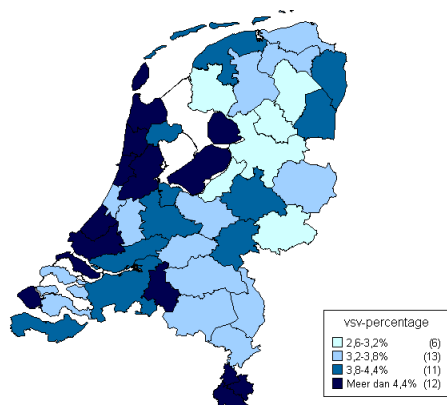 vsv-percentage
2,6-3,2% (6)
3,2-3,8% (13)
3,8-4,4% (11)
Meer dan 4,4% (12)